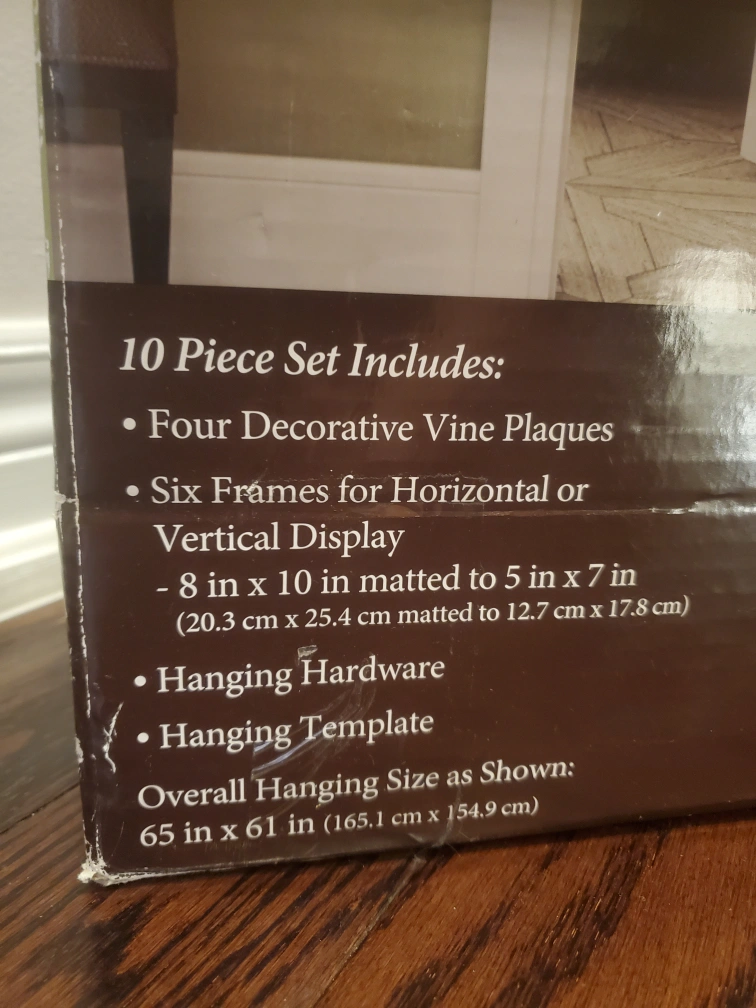 10 Piece Set Includes:
• Four Decorative Vine Plaques
• Six Frames for Horizontal or
Vertical Display
- 8 in x 10 in matted to 5 in x 7 in
(20.3 cm x 25.4 cm matted to 12.7 cm x 17.8 cm)
• Hanging Hardware
• Hanging Template
Overall Hanging Size as Shown:
65 in x 61 in (165.1 cm x 154.9 cm)